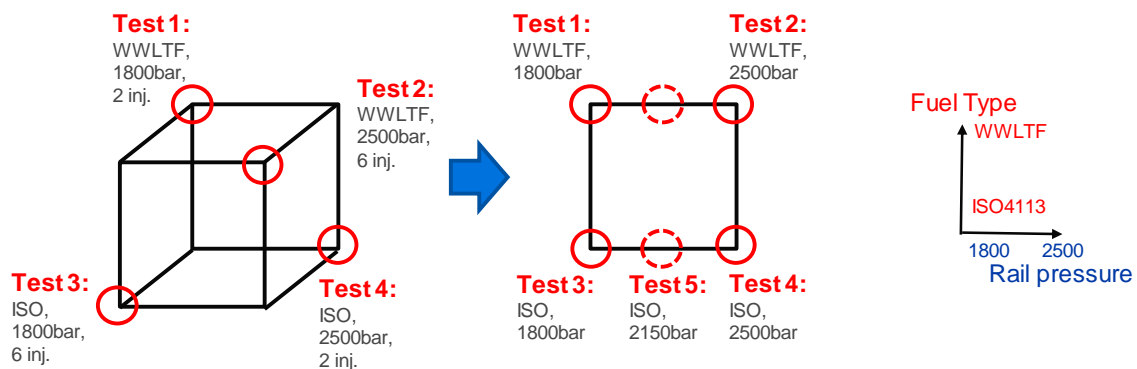 Test 1:
WWLTF,
1800bar,
2 inj.
Test 2:
WWLTF,
2500bar,
6 inj.
Test 3:
ISO,
1800bar,
6 inj.
Test 4:
ISO,
2500bar,
2 inj.
Test 1:
WWLTF,
1800bar
Test 2:
WWLTF,
2500bar
Test 3:
ISO,
1800bar
Test 5:
ISO,
2150bar
Test 4:
ISO,
2500bar
Fuel Type
WWLTF
ISO4113
1800 2500
Rail pressure